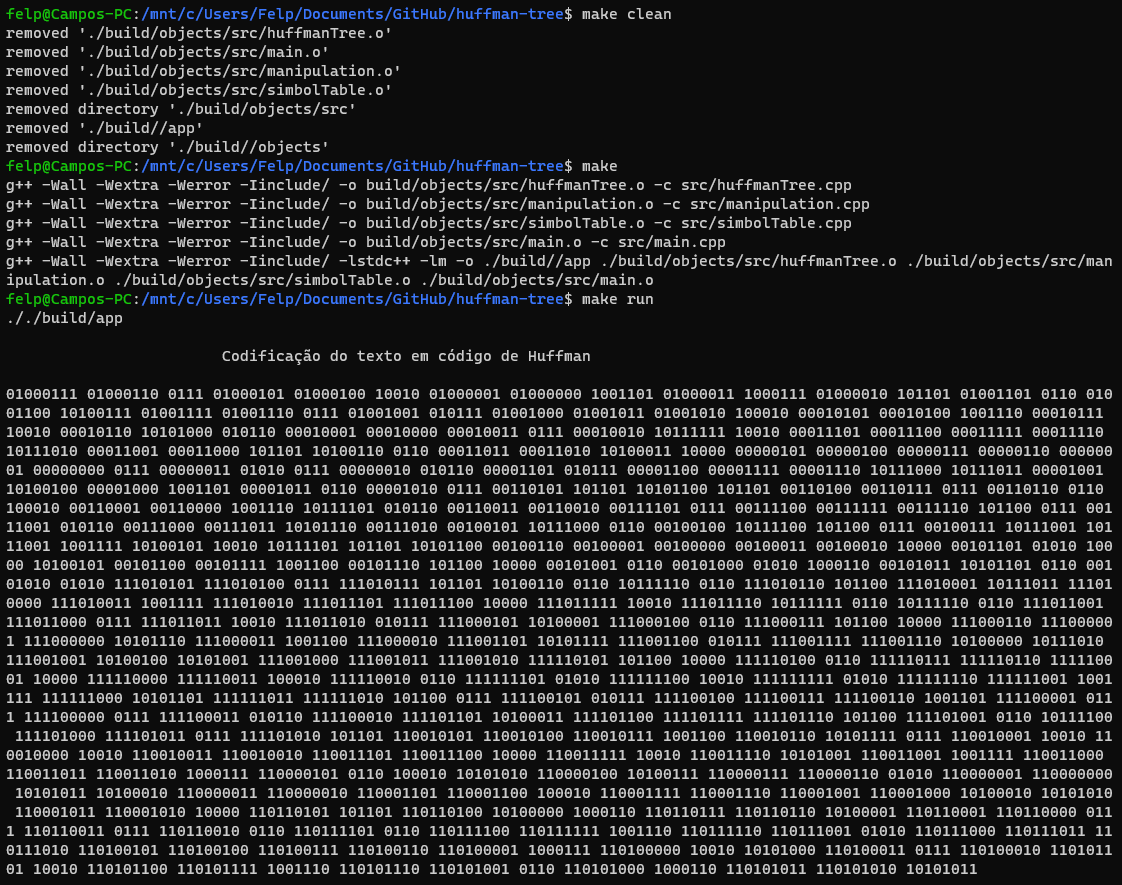 felp@Campos-PC:/mnt/c/Users/Felp/Documents/GitHub/huffman-tree$ make clean
removed './build/objects/src/huffmanTree.o'
removed './build/objects/src/main.o'
removed './build/objects/src/manipulation.o'
removed './build/objects/src/simbolTable.o'
removed directory './build/objects/src'
removed './build//app'
removed directory './build//objects'
felp@Campos-PC:/mnt/c/Users/Felp/Documents/GitHub/huffman-tree$ make
g++ -Wall -Wextra -Werror -Iinclude/ -o build/objects/src/huffmanTree.o -c src/huffmanTree.cpp
g++ -Wall -Wextra -Werror -Iinclude/ -o build/objects/src/manipulation.o -c src/manipulation.cpp
g++ -Wall -Wextra -Werror -Iinclude/ -o build/objects/src/simbolTable.o -c src/simbolTable.cpp
g++ -Wall -Wextra -Werror -Iinclude/ -o build/objects/src/main.o -c src/main.cpp
g++ -Wall -Wextra -Werror -Iinclude/ -lstdc++ -lm -o ./build//app ./build/objects/src/huffmanTree.o ./build/objects/src/man
ipulation.o ./build/objects/src/simbolTable.o ./build/objects/src/main.o
felp@Campos-PC:/mnt/c/Users/Felp/Documents/GitHub/huffman-tree$ make run
././build/app
Codificação do texto em código de Huffman
01000111 01000110 0111 01000101 01000100 10010 01000001 01000000 1001101 01000011 1000111 01000010 101101 01001101 0110 010
01100 10100111 01001111 01001110 0111 01001001 010111 01001000 01001011 01001010 100010 00010101 00010100 1001110 00010111
10010 00010110 10101000 010110 00010001 00010000 00010011 0111 00010010 10111111 10010 00011101 00011100 00011111 00011110
10111010 00011001 00011000 101101 10100110 0110 00011011 00011010 10100011 10000 00000101 00000100 00000111 00000110 000000
01 00000000 0111 00000011 01010 0111 00000010 010110 00001101 010111 00001100 00001111 00001110 10111000 10111011 00001001
10100100 00001000 1001101 00001011 0110 00001010 0111 00110101 101101 10101100 101101 00110100 00110111 0111 00110110 0110
100010 00110001 00110000 1001110 10111101 010110 00110011 00110010 00111101 0111 00111100 00111111 00111110 101100 0111 001
11001 010110 00111000 00111011 10101110 00111010 00100101 10111000 0110 00100100 10111100 101100 0111 00100111 10111001 101
11001 1001111 10100101 10010 10111101 101101 10101100 00100110 00100001 00100000 00100011 00100010 10000 00101101 01010 100
00 10100101 00101100 00101111 1001100 00101110 101100 10000 00101001 0110 00101000 01010 1000110 00101011 10101101 0110 001
01010 01010 111010101 111010100 0111 111010111 101101 10100110 0110 10111110 0110 111010110 101100 111010001 10111011 11101
0000 111010011 1001111 111010010 111011101 111011100 10000 111011111 10010 111011110 10111111 0110 10111110 0110 111011001
111011000 0111 111011011 10010 111011010 010111 111000101 10100001 111000100 0110 111000111 101100 10000 111000110 11100000
1 111000000 10101110 111000011 1001100 111000010 111001101 10101111 111001100 010111 111001111 111001110 10100000 10111010
111001001 10100100 10101001 111001000 111001011 111001010 111110101 101100 10000 111110100 0110 111110111 111110110 1111100
01 10000 111110000 111110011 100010 111110010 0110 111111101 01010 111111100 10010 111111111 01010 111111110 111111001 1001
111 111111000 10101101 111111011 111111010 101100 0111 111100101 010111 111100100 111100111 111100110 1001101 111100001 011
1 111100000 0111 111100011 010110 111100010 111101101 10100011 111101100 111101111 111101110 101100 111101001 0110 10111100
111101000 111101011 0111 111101010 101101 110010101 110010100 110010111 1001100 110010110 10101111 0111 110010001 10010 11
0010000 10010 110010011 110010010 110011101 110011100 10000 110011111 10010 110011110 10101001 110011001 1001111 110011000
110011011 110011010 1000111 110000101 0110 100010 10101010 110000100 10100111 110000111 110000110 01010 110000001 110000000
10101011 10100010 110000011 110000010 110001101 110001100 100010 110001111 110001110 110001001 110001000 10100010 10101010
110001011 110001010 10000 110110101 101101 110110100 10100000 1000110 110110111 110110110 10100001 110110001 110110000 011
1 110110011 0111 110110010 0110 110111101 0110 110111100 110111111 1001110 110111110 110111001 01010 110111000 110111011 11
0111010 110100101 110100100 110100111 110100110 110100001 1000111 110100000 10010 10101000 110100011 0111 110100010 1101011
01 10010 110101100 110101111 1001110 110101110 110101001 0110 110101000 1000110 110101011 110101010 10101011